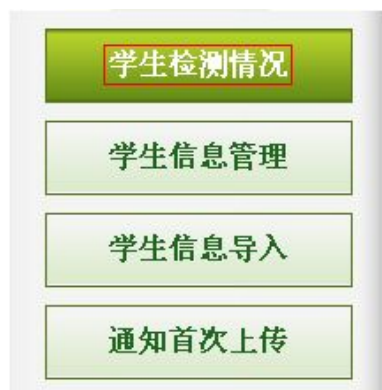 学生检测情况
学生信息管理
学生信息导入
通知首次上传